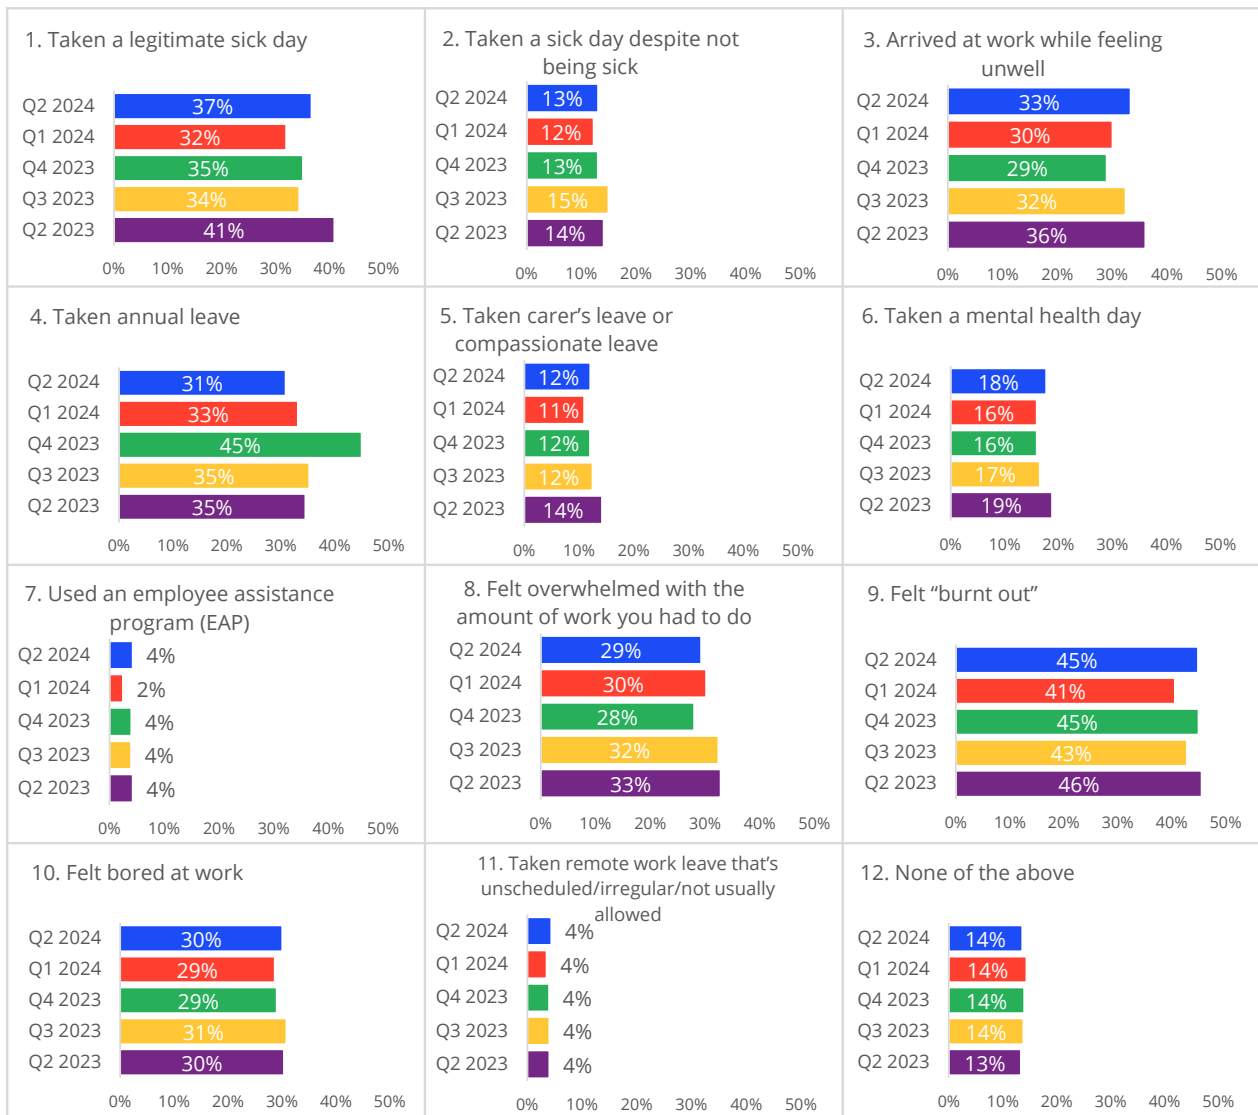 1. Taken a legitimate sick day
Q2 2024 37%
Q1 2024 32%
Q4 2023 35%
Q3 2023 34%
Q2 2023 41%
0% 10% 20% 30% 40% 50%
2. Taken a sick day despite not
being sick
Q2 2024 13%
Q1 2024 12%
Q4 2023 13%
Q3 2023 15%
Q2 2023 14%
0% 10% 20% 30% 40% 50%
3. Arrived at work while feeling
unwell
Q2 2024 33%
Q1 2024 30%
Q4 2023 29%
Q3 2023 32%
Q2 2023 36%
0% 10% 20% 30% 40% 50%
4. Taken annual leave
Q2 2024 31%
Q1 2024 33%
Q4 2023 45%
Q3 2023 35%
Q2 2023 35%
0% 10% 20% 30% 40% 50%
5. Taken carer’s leave or
compassionate leave
Q2 2024 12%
Q1 2024 11%
Q4 2023 12%
Q3 2023 12%
Q2 2023 14%
0% 10% 20% 30% 40% 50%
6. Taken a mental health day
Q2 2024 18%
Q1 2024 16%
Q4 2023 16%
Q3 2023 17%
Q2 2023 19%
0% 10% 20% 30% 40% 50%
7. Used an employee assistance
program (EAP)
Q2 2024 4%
Q1 2024 2%
Q4 2023 4%
Q3 2023 4%
Q2 2023 4%
0% 10% 20% 30% 40% 50%
8. Felt overwhelmed with the
amount of work you had to do
Q2 2024 29%
Q1 2024 30%
Q4 2023 28%
Q3 2023 32%
Q2 2023 33%
0% 10% 20% 30% 40% 50%
9. Felt “burnt out”
Q2 2024 45%
Q1 2024 41%
Q4 2023 45%
Q3 2023 43%
Q2 2023 46%
0% 10% 20% 30% 40% 50%
10. Felt bored at work
Q2 2024 30%
Q1 2024 29%
Q4 2023 29%
Q3 2023 31%
Q2 2023 30%
0% 10% 20% 30% 40% 50%
11. Taken remote work leave that’s
unscheduled/irregular/not usually
allowed
Q2 2024 4%
Q1 2024 4%
Q4 2023 4%
Q3 2023 4%
Q2 2023 4%
0% 10% 20% 30% 40% 50%
12. None of the above
Q2 2024 14%
Q1 2024 14%
Q4 2023 14%
Q3 2023 14%
Q2 2023 13%
0% 10% 20% 30% 40% 50%